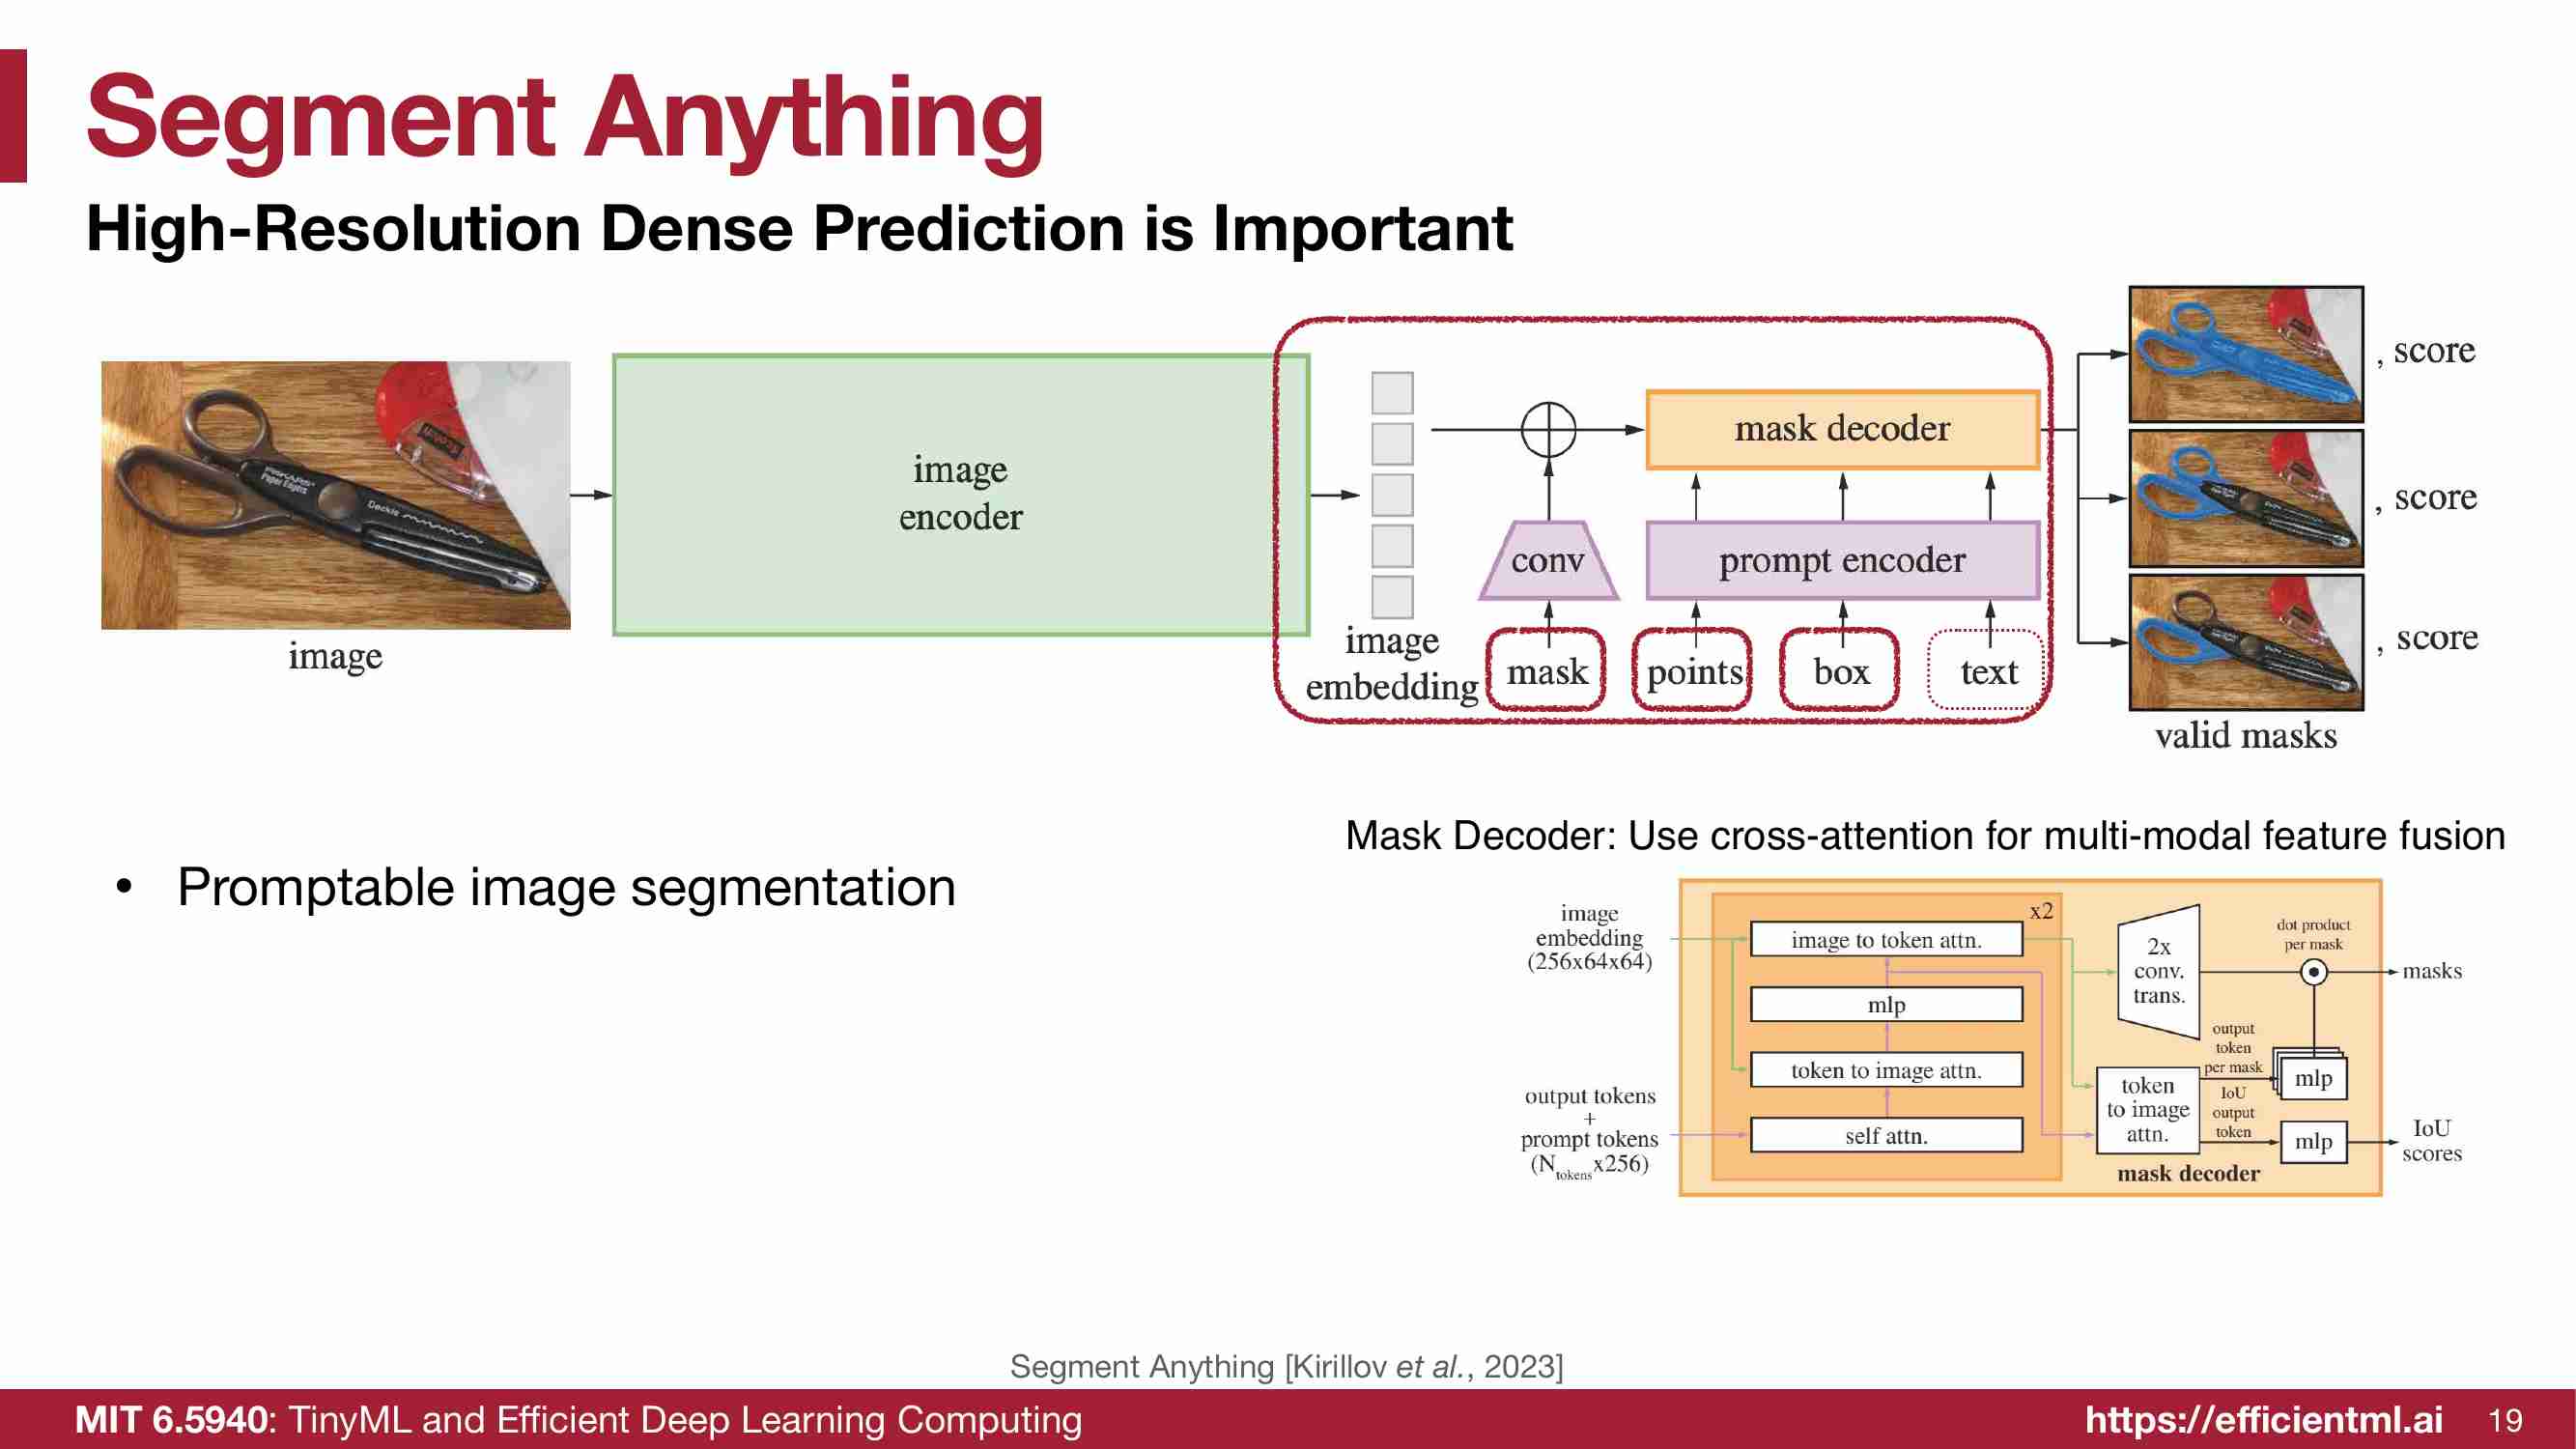 Segment Anything
High-Resolution Dense Prediction is Important
image
image
encoder
image
embedding
mask decoder
conv
prompt encoder
mask
points
box
text
, score
, score
, score
valid masks
• Promptable image segmentation
Mask Decoder: Use cross-attention for multi-modal feature fusion
image
embedding
(256x64x64)
output tokens
+
prompt tokens
(Ntokensx256)
x2
image to token attn.
mlp
token to image attn.
self attn.
2x
conv.
trans.
dot product
per mask
masks
output
token
per mask
mlp
token
to image
attn.
IoU
output
token
mlp
IoU
scores
mask decoder
Segment Anything [Kirillov et al., 2023]
MIT 6.5940: TinyML and Efficient Deep Learning Computing
https://efficientml.ai
19